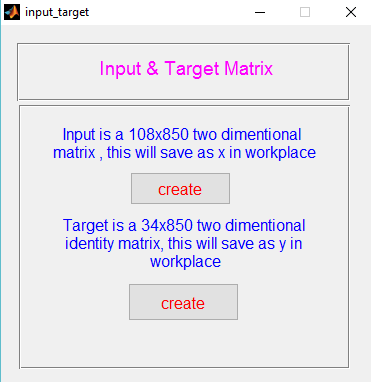 input_target
Input & Target Matrix
Input is a 108x850 two dimentional
matrix , this will save as x in workplace
create
Target is a 34x850 two dimentional
identity matrix, this will save as y in
workplace
create